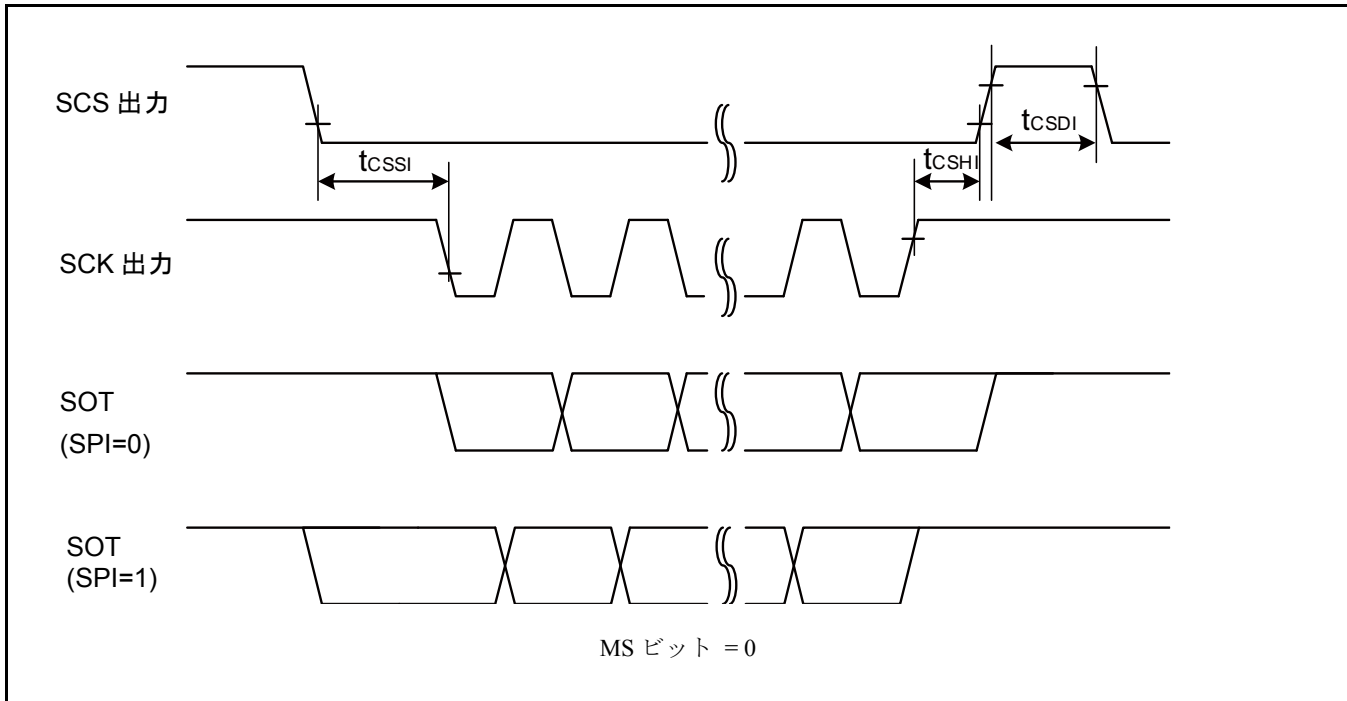 SCS 出力
tCSSI
tCSHI
tCSDI
SCK 出力
SOT
(SPI=0)
SOT
(SPI=1)
MS ビット = 0